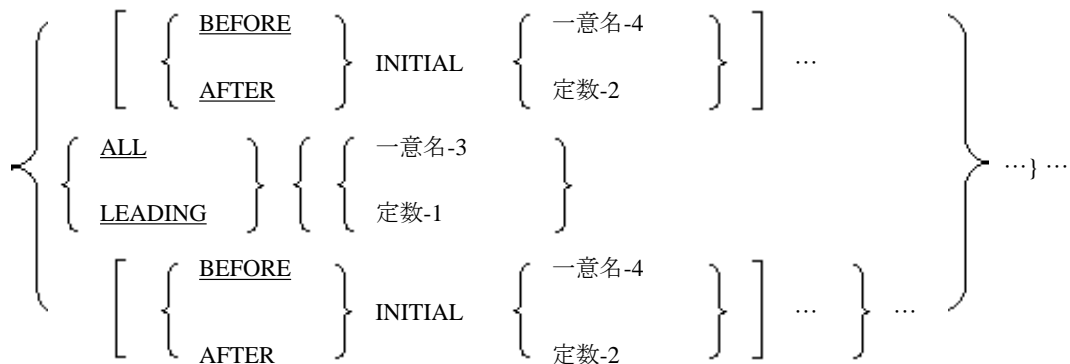 BEFORE 一意名-4
INITIAL …
AFTER 定数-2
ALL 一意名-3
…} …
LEADING 定数-1
BEFORE 一意名-4
INITIAL … …
AFTER 定数-2